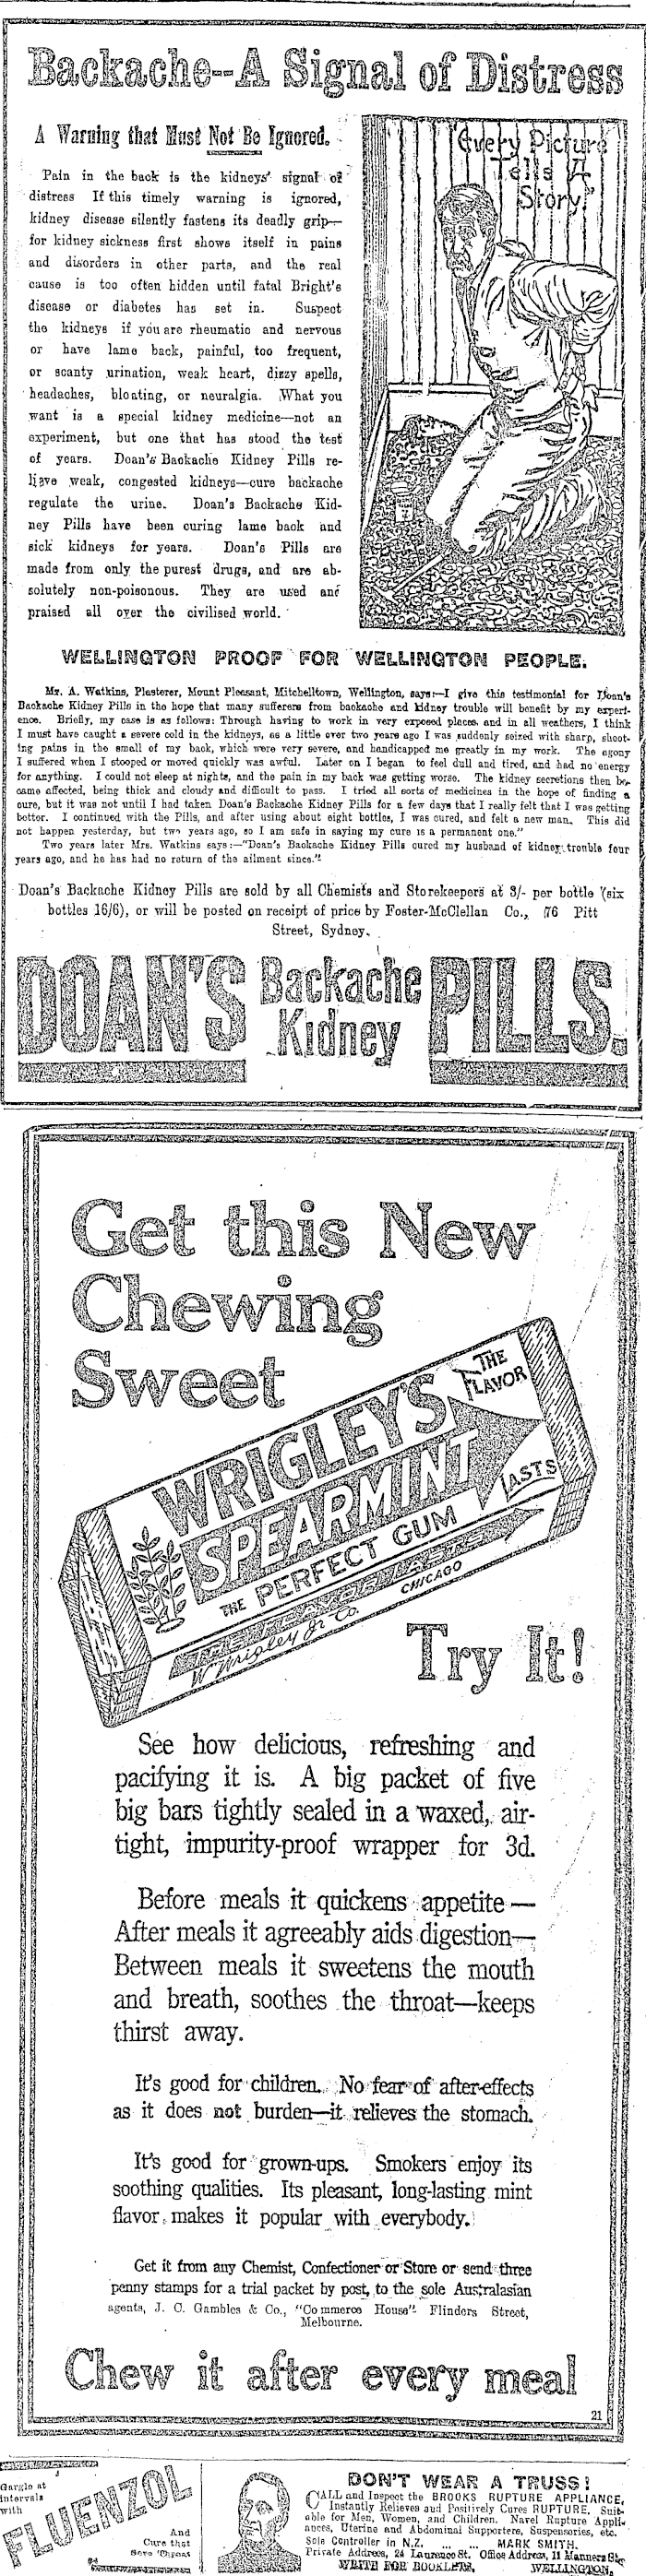 Backache--A Signal of Distress
A Warning that Must Not Be Ignored.
Pain in the back is the kidneys' signal of
distress If this timely warning is ignored,
kidney disease silently fastens its deadly grip—
for kidney sickness first shows itself in pains
and disorders in other parts, and the real
cause is too often hidden until fatal Bright's
disease or diabetes has set in. Suspect
the kidneys if you are rheumatic and nervous
or have lame back, painful, too frequent,
or scanty urination, weak heart, dizzy spells,
headaches, bloating, or neuralgia. What you
want is a special kidney medicine—not an
experiment, but one that has stood the test
of years. Doan's Backache Kidney Pills re-
lieve weak, congested kidneys—cure backache
regulate the urine. Doan's Backache Kid-
ney Pills have been curing lame back and
sick kidneys for years. Doan's Pills are
made from only the purest drugs, and are ab-
solutely non-poisonous. They are used and
praised all over the civilised world.
"Every Picture
Tells A
Story."
WELLINGTON PROOF FOR WELLINGTON PEOPLE.
Mr. A. Watkins, Plasterer, Mount Pleasant, Mitcheltown, Wellington, says:—I give this testimonial for Doan's
Backache Kidney Pills in the hope that many sufferers from backache and kidney trouble will benefit by my experi-
ence. Briefly, my case is as follows: Through having to work in very exposed places, and in all weathers, I think
I must have caught a severe cold in the kidneys, as a little over two years ago I was suddenly seized with sharp, shoot-
ing pains in the small of my back, which were very severe, and handicapped me greatly in my work. The agony
I suffered when I stooped or moved quickly was awful. Later on I began to feel dull and tired, and had no energy
for anything. I could not sleep at nights, and the pain in my back was getting worse. The kidney secretions then be-
came affected, being thick and cloudy and difficult to pass. I tried all sorts of medicines in the hope of finding a
cure, but it was not until I had taken Doan's Backache Kidney Pills for a few days that I really felt that I was getting
better. I continued with the Pills, and after using about eight bottles, I was cured, and felt a new man. This did
not happen yesterday, but two years ago, so I am safe in saying my cure is a permanent one."
Two years later Mrs. Watkins says:—"Doan's Backache Kidney Pills cured my husband of kidney trouble four
years ago, and he has had no return of the ailment since."
Doan's Backache Kidney Pills are sold by all Chemists and Storekeepers at 3/- per bottle (six
bottles 16/6), or will be posted on receipt of price by Foster-McClellan Co., 76 Pitt
Street, Sydney.
DOAN'S Backache Kidney PILLS.
Get this New
Chewing
Sweet
WRIGLEY'S
SPEARMINT
THE PERFECT GUM
THE FLAVOR
LASTS
THE FLAVOR LASTS
CHICAGO
Wm Wrigley Jr Co.
Try It!
See how delicious, refreshing and
pacifying it is. A big packet of five
big bars tightly sealed in a waxed, air-
tight, impurity-proof wrapper for 3d.
Before meals it quickens appetite—
After meals it agreeably aids digestion—
Between meals it sweetens the mouth
and breath, soothes the throat—keeps
thirst away.
It's good for children. No fear of after-effects
as it does not burden—it relieves the stomach.
It's good for grown-ups. Smokers enjoy its
soothing qualities. Its pleasant, long-lasting mint
flavor makes it popular with everybody.
Get it from any Chemist, Confectioner or Store or send three
penny stamps for a trial packet by post, to the sole Australasian
agents, J. C. Gambles & Co., "Commerce House" Flinders Street,
Melbourne.
Chew it after every meal
21
Gargle at
intervals
with
FLUENZOL
And
Cure that
Sore Throat
DON'T WEAR A TRUSS!
CALL and Inspect the BROOKS RUPTURE APPLIANCE,
Instantly Relieves and Positively Cures RUPTURE. Suit-
able for Men, Women, and Children. Navel Rupture Appli-
ances, Uterine and Abdominal Supporters, Suspensories, etc.
Sole Controller in N.Z. ... ... MARK SMITH.
Private Address, 24 Laurence St. Office Address, 11 Manners St.,
WRITE FOR BOOKLET, WELLINGTON.